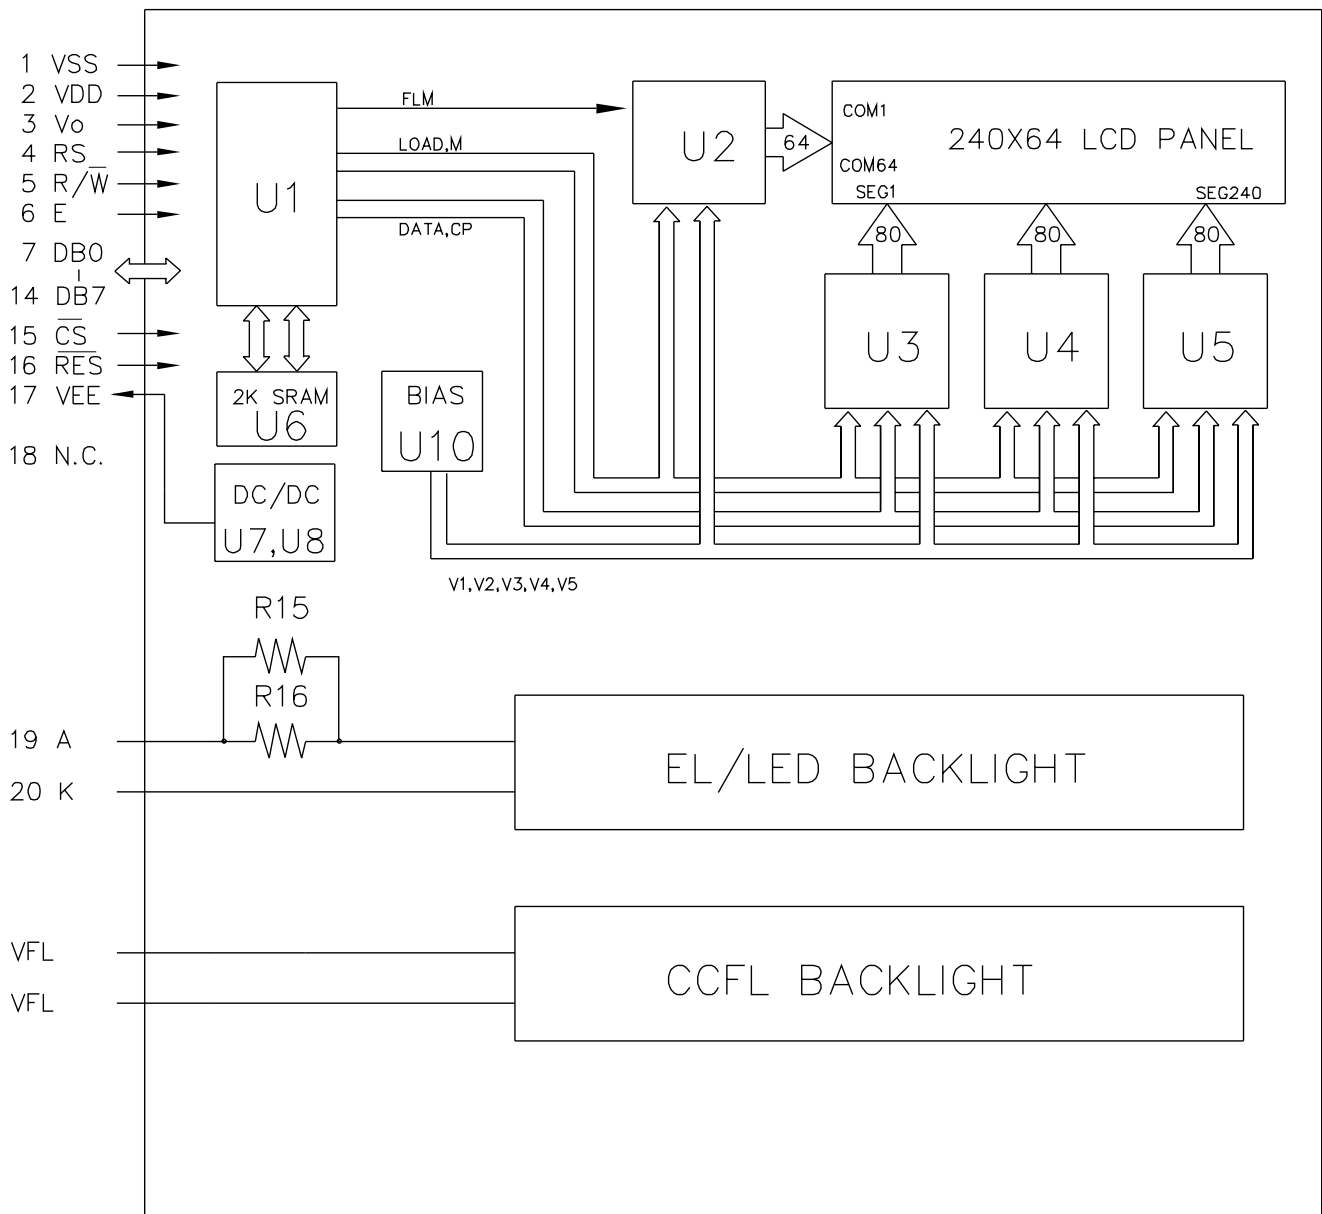 1 VSS
2 VDD
3 Vo
4 RS
5 R/W̅
6 E
7 DB0
14 DB7
15 C̅S̅
16 R̅E̅S̅
17 VEE
18 N.C.
U1
FLM
LOAD,M
DATA,CP
U2
64
COM1
COM64
240X64 LCD PANEL
SEG1
SEG240
80
80
80
U3
U4
U5
2K SRAM
U6
BIAS
U10
DC/DC
U7,U8
V1,V2,V3,V4,V5
R15
R16
19 A
20 K
EL/LED BACKLIGHT
VFL
VFL
CCFL BACKLIGHT